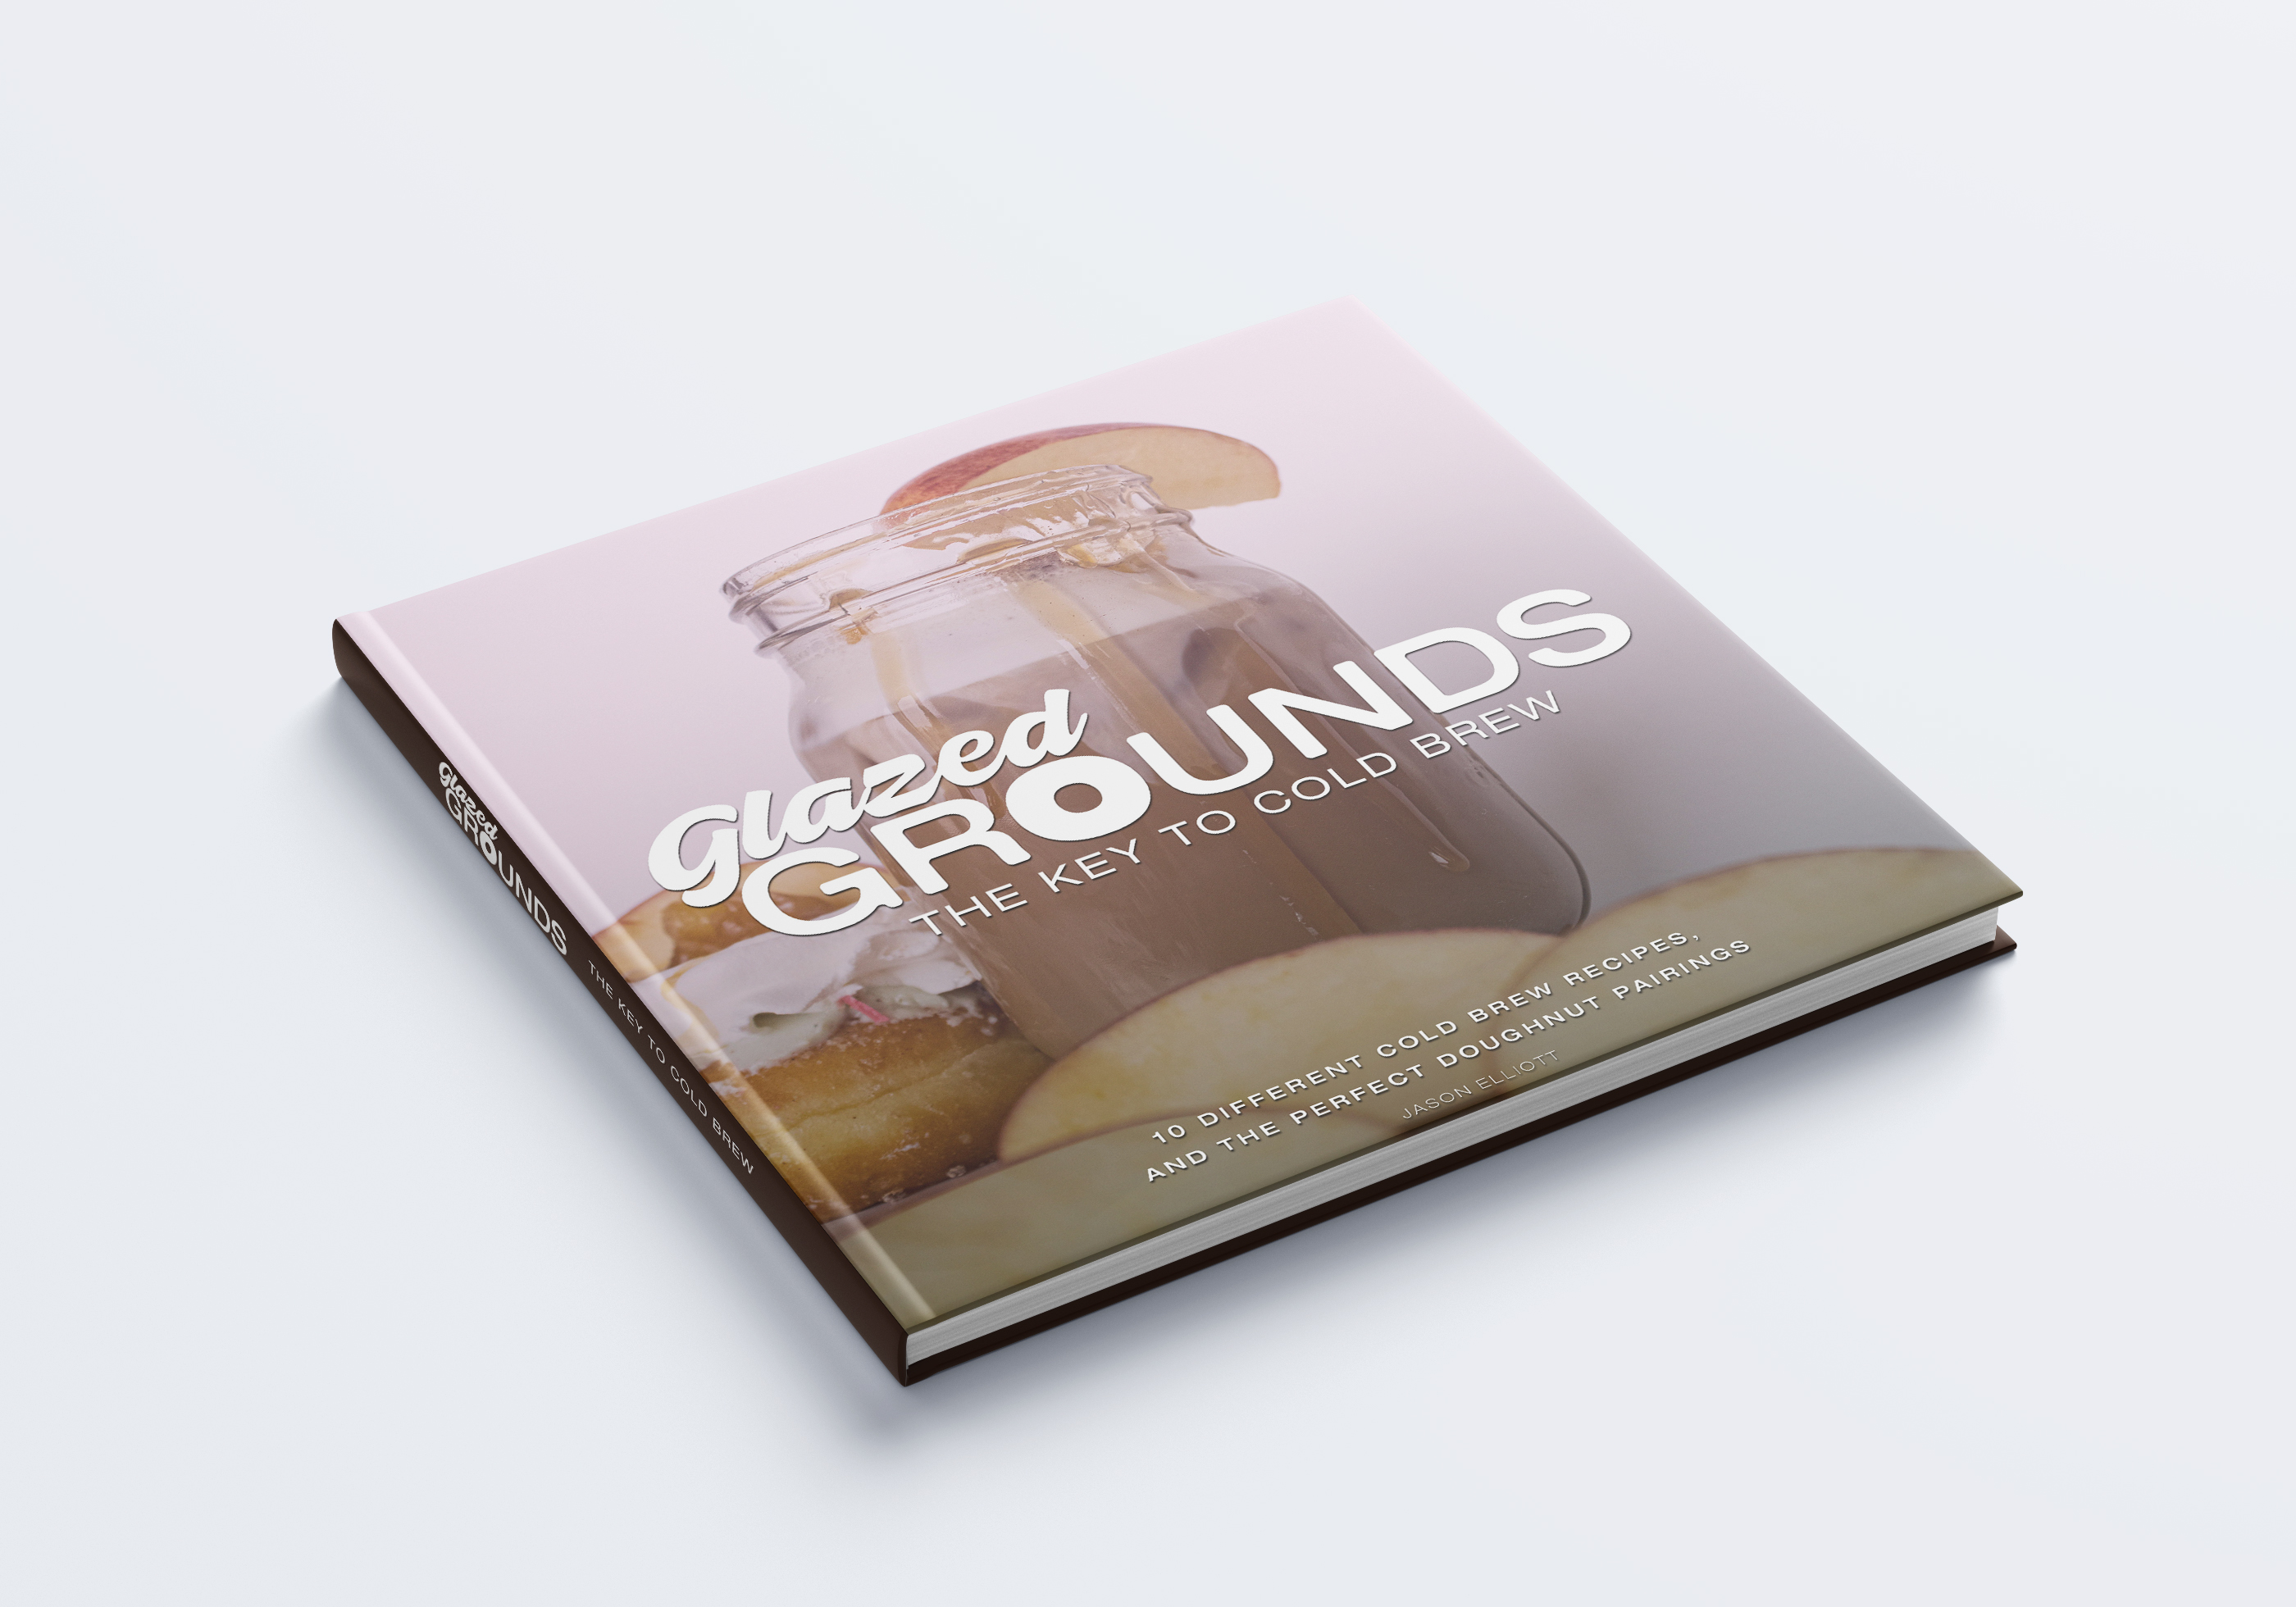 Glazed
GROUNDS
THE KEY TO COLD BREW
10 DIFFERENT COLD BREW RECIPES,
AND THE PERFECT DOUGHNUT PAIRINGS
JASON ELLIOTT
Glazed
GROUNDS
THE KEY TO COLD BREW